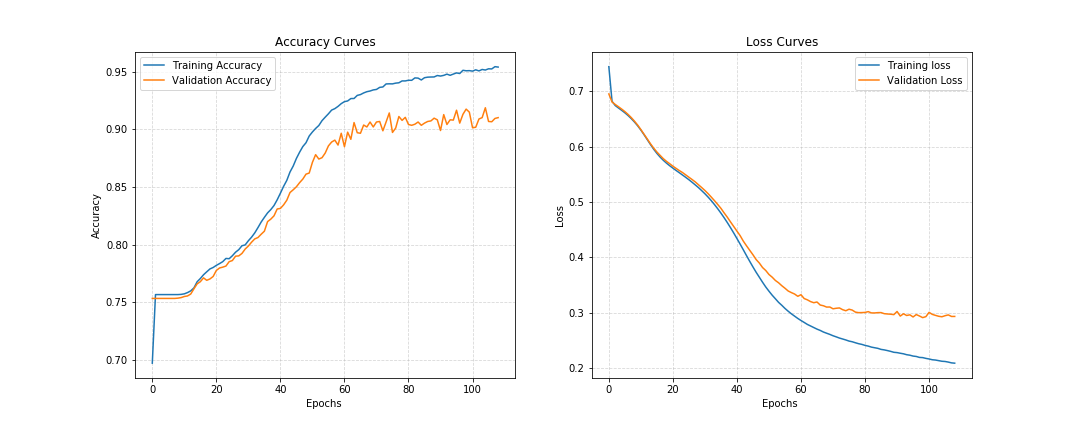 Accuracy Curves
Training Accuracy
Validation Accuracy
0.95
0.90
0.85
0.80
0.75
0.70
Accuracy
0 20 40 60 80 100
Epochs
Loss Curves
Training loss
Validation Loss
0.7
0.6
0.5
0.4
0.3
0.2
Loss
0 20 40 60 80 100
Epochs